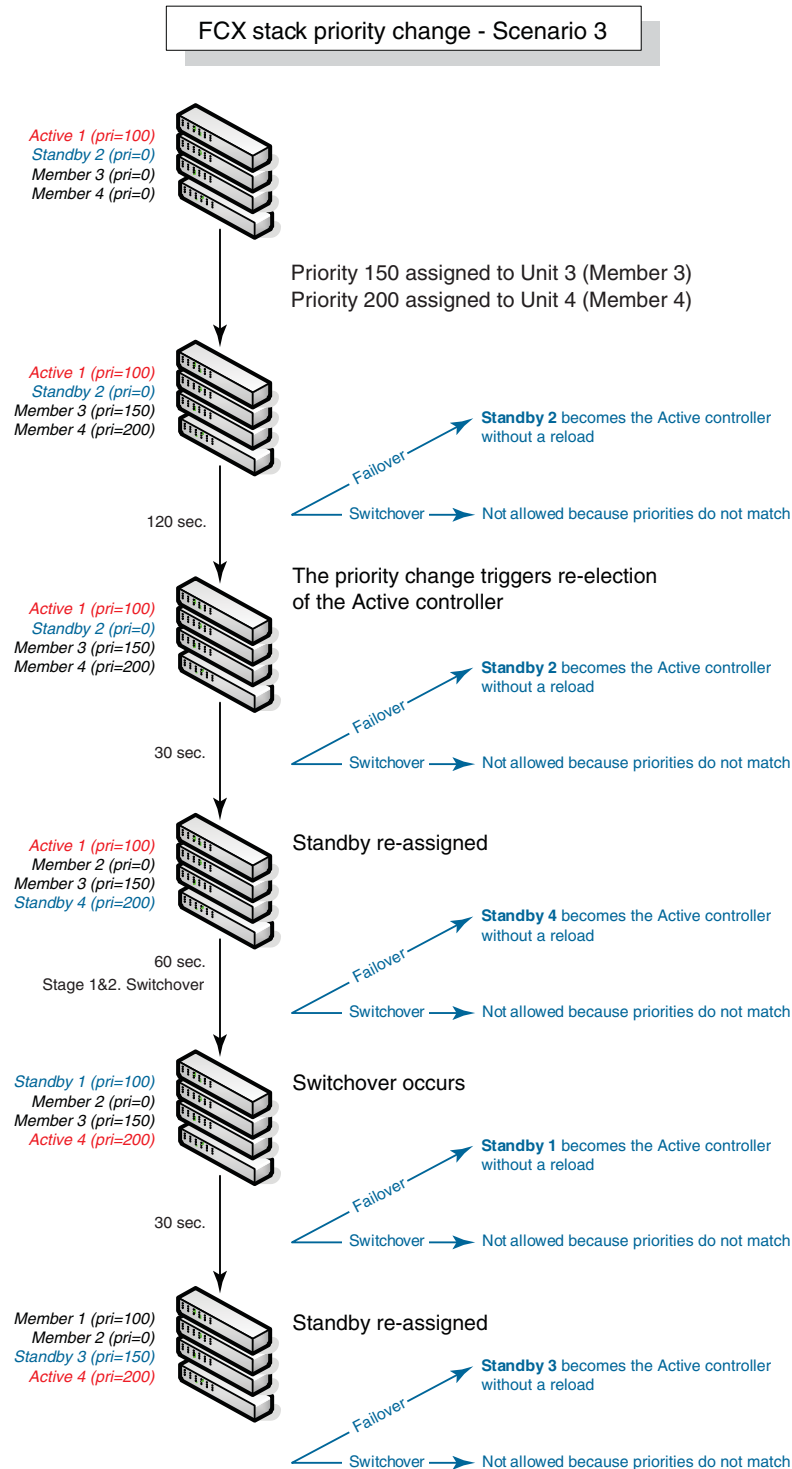 FCX stack priority change - Scenario 3
Active 1 (pri=100)
Standby 2 (pri=0)
Member 3 (pri=0)
Member 4 (pri=0)
Priority 150 assigned to Unit 3 (Member 3)
Priority 200 assigned to Unit 4 (Member 4)
Active 1 (pri=100)
Standby 2 (pri=0)
Member 3 (pri=150)
Member 4 (pri=200)
Failover
Standby 2 becomes the Active controller
without a reload
Switchover
Not allowed because priorities do not match
120 sec.
The priority change triggers re-election
of the Active controller
Active 1 (pri=100)
Standby 2 (pri=0)
Member 3 (pri=150)
Member 4 (pri=200)
Failover
Standby 2 becomes the Active controller
without a reload
Switchover
Not allowed because priorities do not match
30 sec.
Standby re-assigned
Active 1 (pri=100)
Member 2 (pri=0)
Member 3 (pri=150)
Standby 4 (pri=200)
Failover
Standby 4 becomes the Active controller
without a reload
Switchover
Not allowed because priorities do not match
60 sec.
Stage 1&2. Switchover
Switchover occurs
Standby 1 (pri=100)
Member 2 (pri=0)
Member 3 (pri=150)
Active 4 (pri=200)
Failover
Standby 1 becomes the Active controller
without a reload
Switchover
Not allowed because priorities do not match
30 sec.
Standby re-assigned
Member 1 (pri=100)
Member 2 (pri=0)
Standby 3 (pri=150)
Active 4 (pri=200)
Failover
Standby 3 becomes the Active controller
without a reload
Switchover
Not allowed because priorities do not match